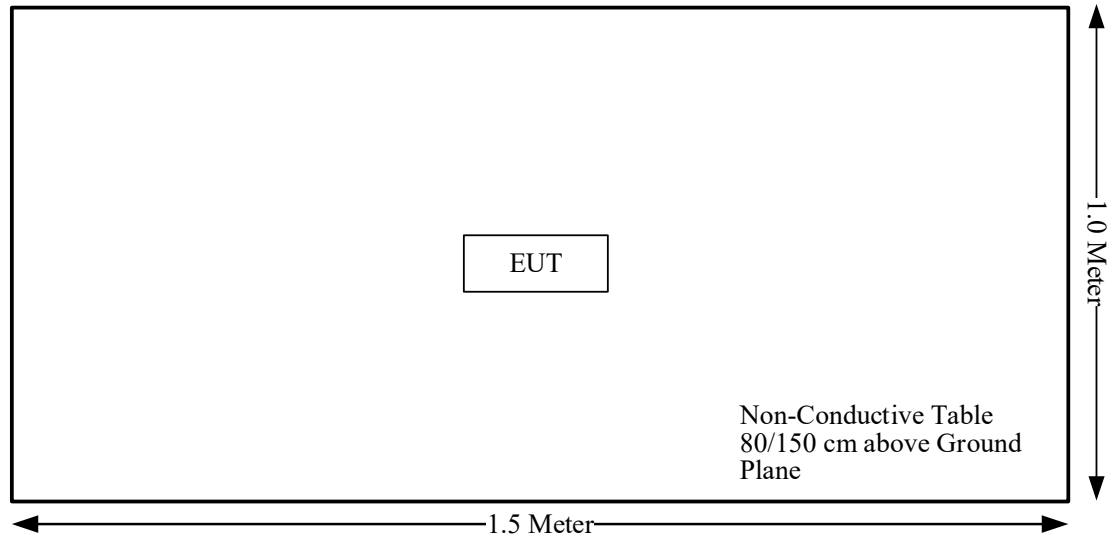 EUT
1.0 Meter
Non-Conductive Table
80/150 cm above Ground
Plane
1.5 Meter